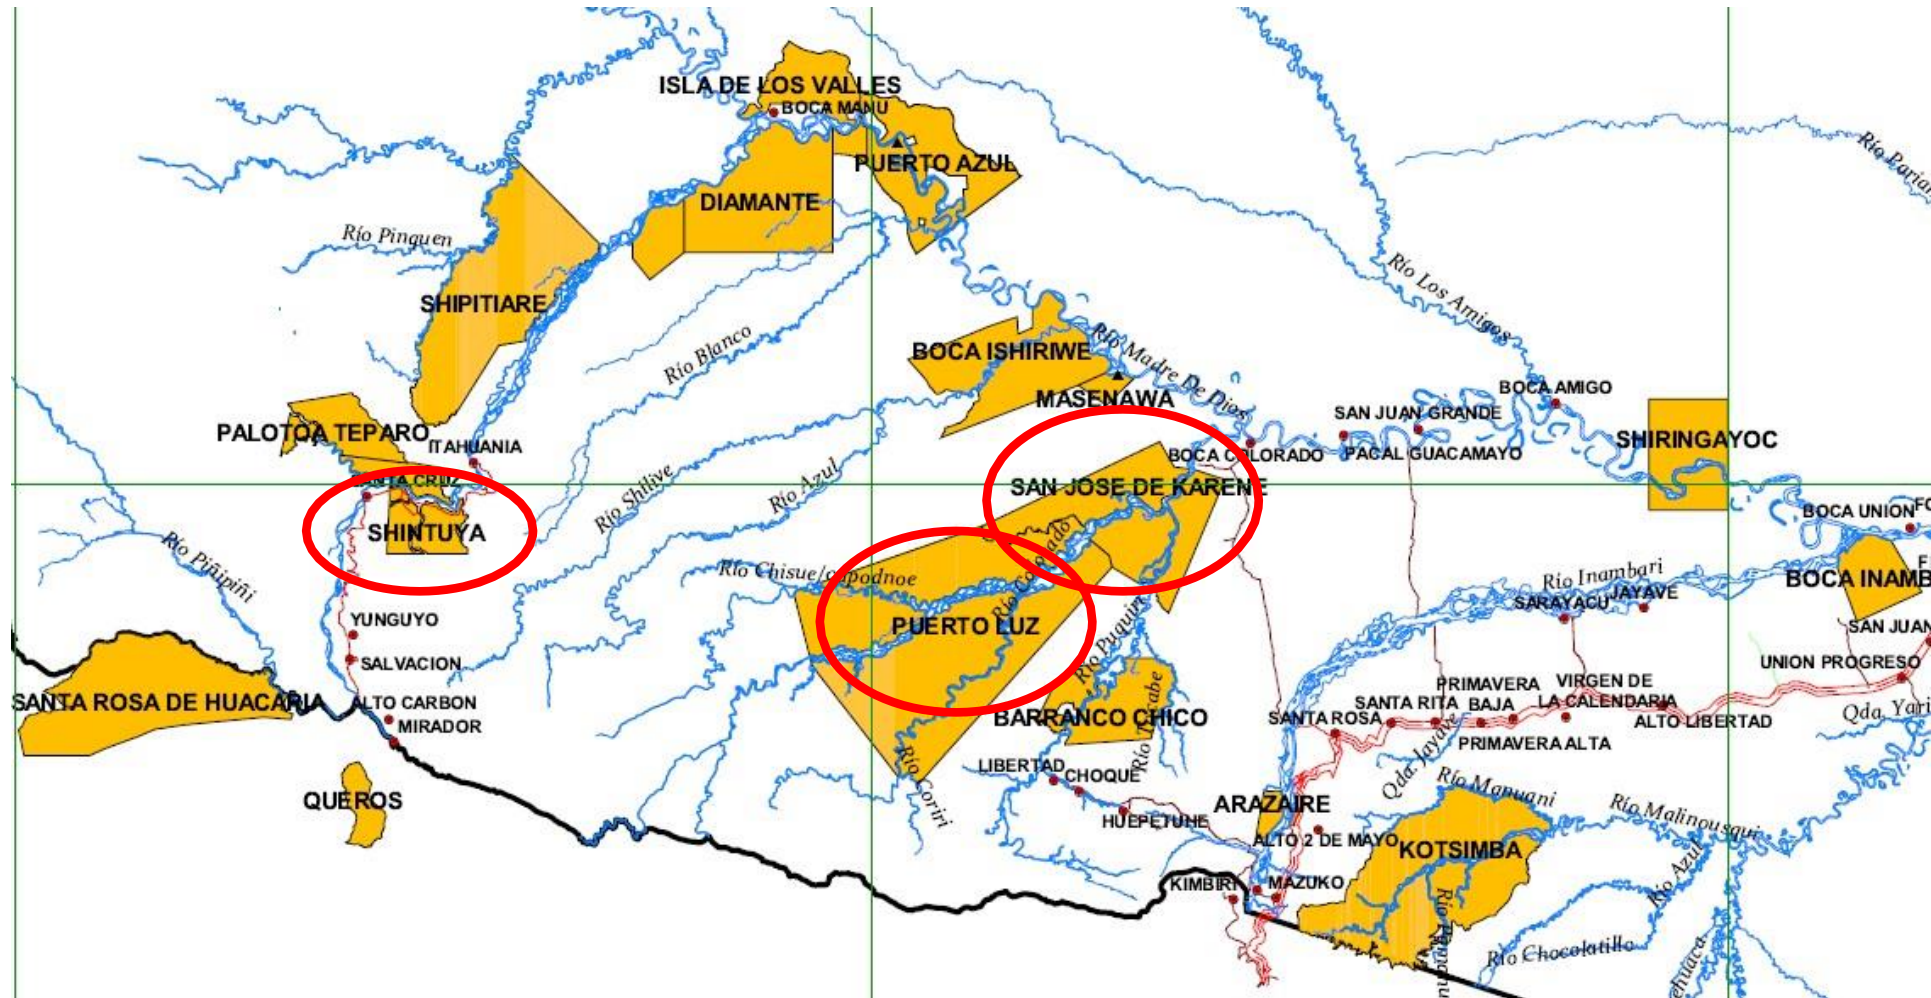 ISLA DE LOS VALLES
BOCA MANU
PUERTO AZUL
DIAMANTE
Río Pinquen
SHIPITIARE
Río Blanco
BOCA ISHIRIWE
MASENAWA
Río Madre De Dios
Río Los Amigos
BOCA AMIGO
SAN JUAN GRANDE
PACAL GUACAMAYO
BOCA COLORADO
SHIRINGAYOC
PALOTOA TEPARO
ITAHUANIA
SANTA CRUZ
SHINTUYA
Río Shilive
Río Azul
SAN JOSE DE KARENE
Río Colorado
BOCA UNION
Río Piñipiñi
Río Chisue/
PUERTO LUZ
Río Puquiri
Río Inambari
SARAYACU
JAYAVE
BOCA INAMB
SAN JUAN
YUNGUYO
SALVACION
UNION PROGRESO
SANTA ROSA DE HUACARIA
ALTO CARBON
MIRADOR
BARRANCO CHICO
SANTA ROSA
SANTA RITA
PRIMAVERA
BAJA
VIRGEN DE
LA CALENDARIA
ALTO LIBERTAD
PRIMAVERA ALTA
Qda. Jayave
Qda. Yari
LIBERTAD
CHOQUE
HUEPETUHE
Río Coriri
QUEROS
ARAZAIRE
ALTO 2 DE MAYO
Río Manuani
Río Malinousqui
KOTSIMBA
Río Azul
KIMBIRI
MAZUKO
Río Chocolatillo